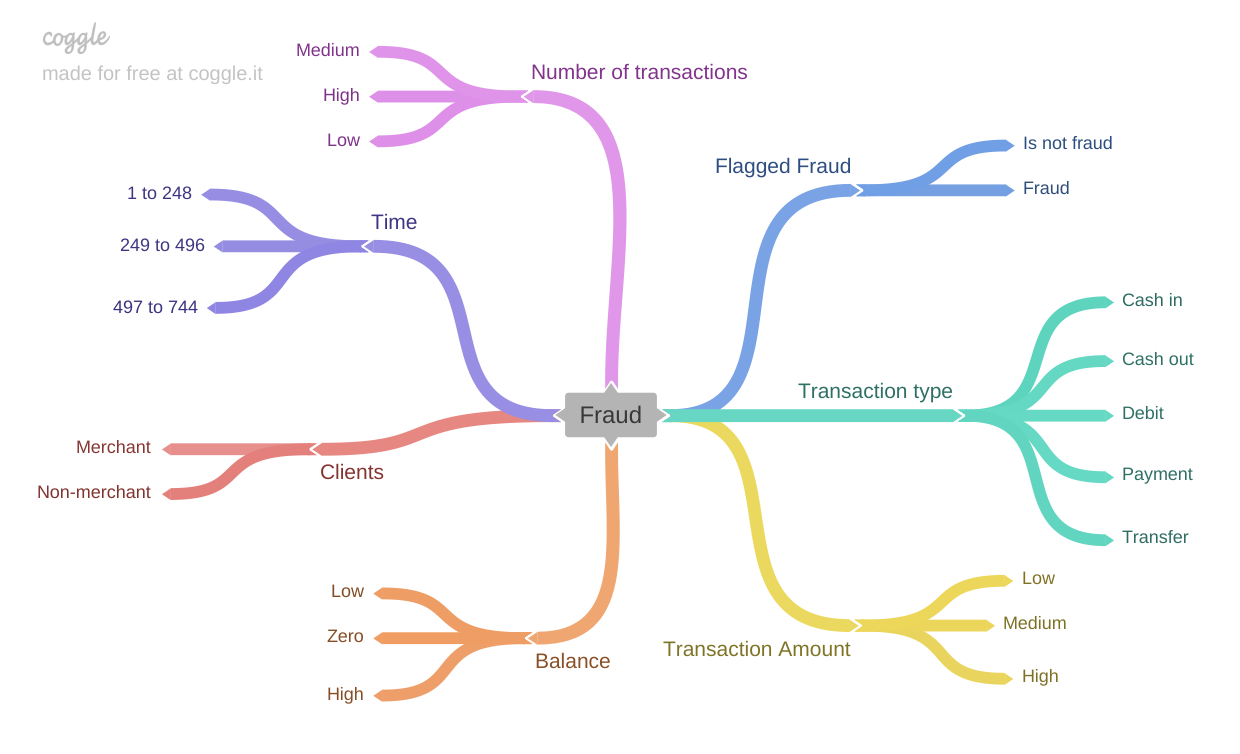 coggle
made for free at coggle.it
Number of transactions
Medium
High
Low
Time
1 to 248
249 to 496
497 to 744
Clients
Merchant
Non-merchant
Balance
Low
Zero
High
Fraud
Flagged Fraud
Is not fraud
Fraud
Transaction type
Cash in
Cash out
Debit
Payment
Transfer
Transaction Amount
Low
Medium
High